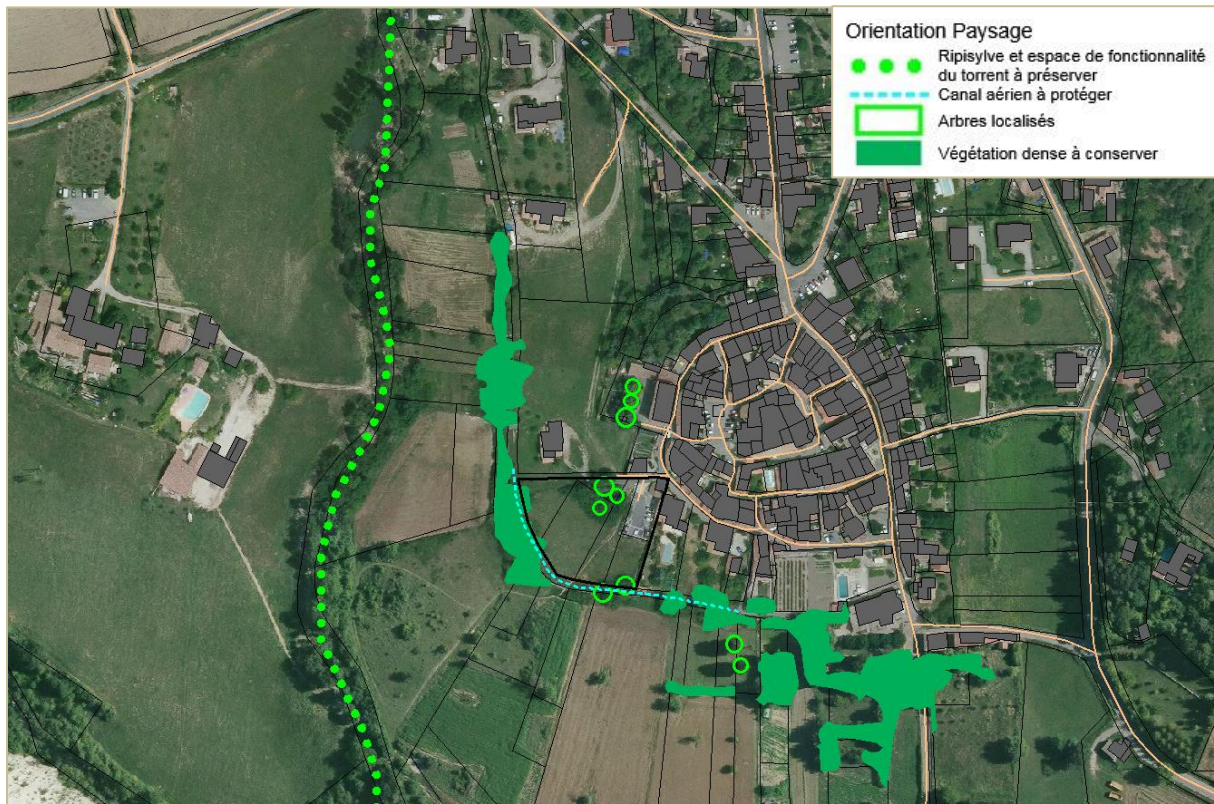 Orientation Paysage
Ripisylve et espace de fonctionnalité
du torrent à préserver
Canal aérien à protéger
Arbres localisés
Végétation dense à conserver